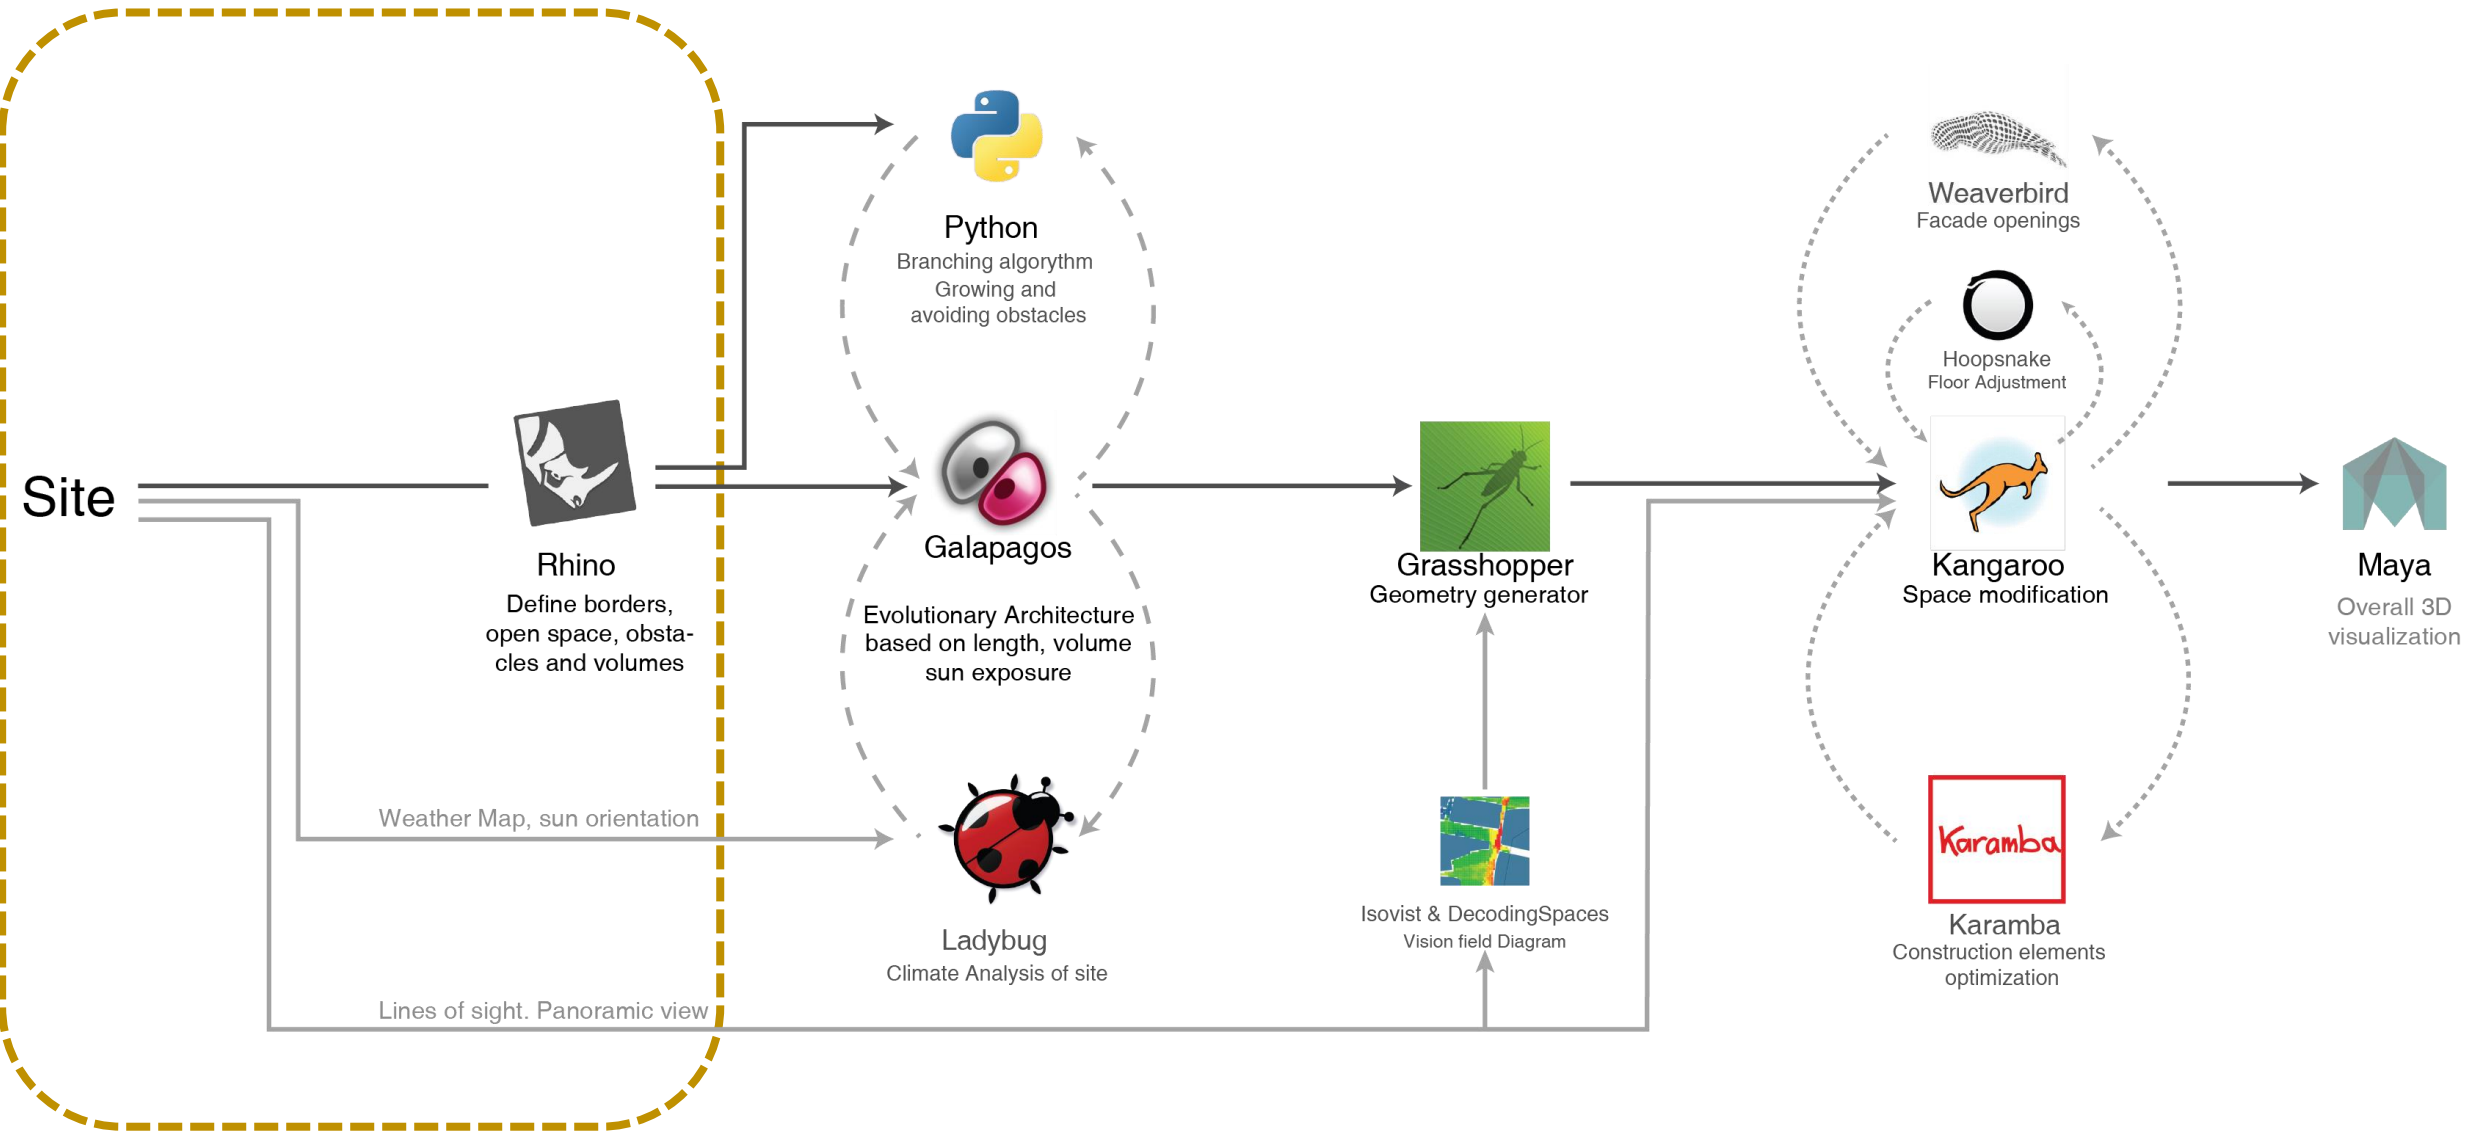 Site
Rhino
Define borders,
open space, obsta-
cles and volumes
Weather Map, sun orientation
Lines of sight. Panoramic view
Python
Branching algorythm
Growing and
avoiding obstacles
Galapagos
Evolutionary Architecture
based on length, volume
sun exposure
Ladybug
Climate Analysis of site
Grasshopper
Geometry generator
Isovist & DecodingSpaces
Vision field Diagram
Weaverbird
Facade openings
Hoopsnake
Floor Adjustment
Kangaroo
Space modification
Karamba
Karamba
Construction elements
optimization
Maya
Overall 3D
visualization